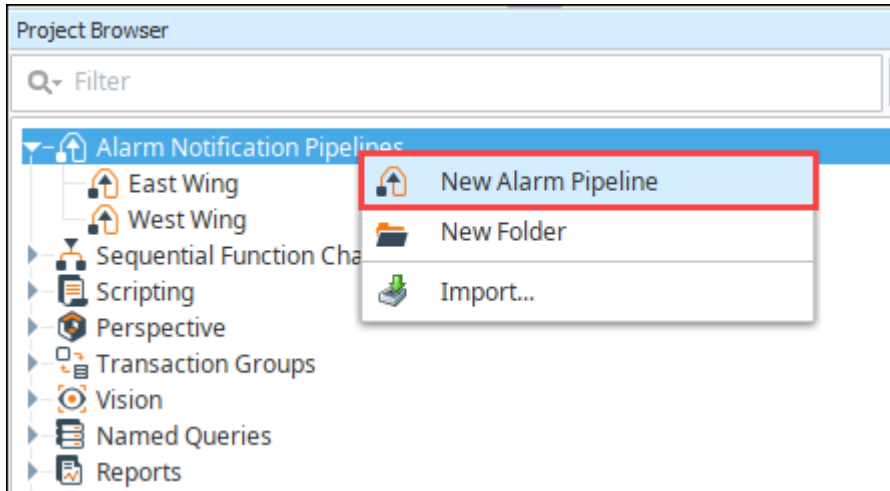 Project Browser
Filter
Alarm Notification Pipelines
East Wing
West Wing
Sequential Function Cha
Scripting
Perspective
Transaction Groups
Vision
Named Queries
Reports
New Alarm Pipeline
New Folder
Import...